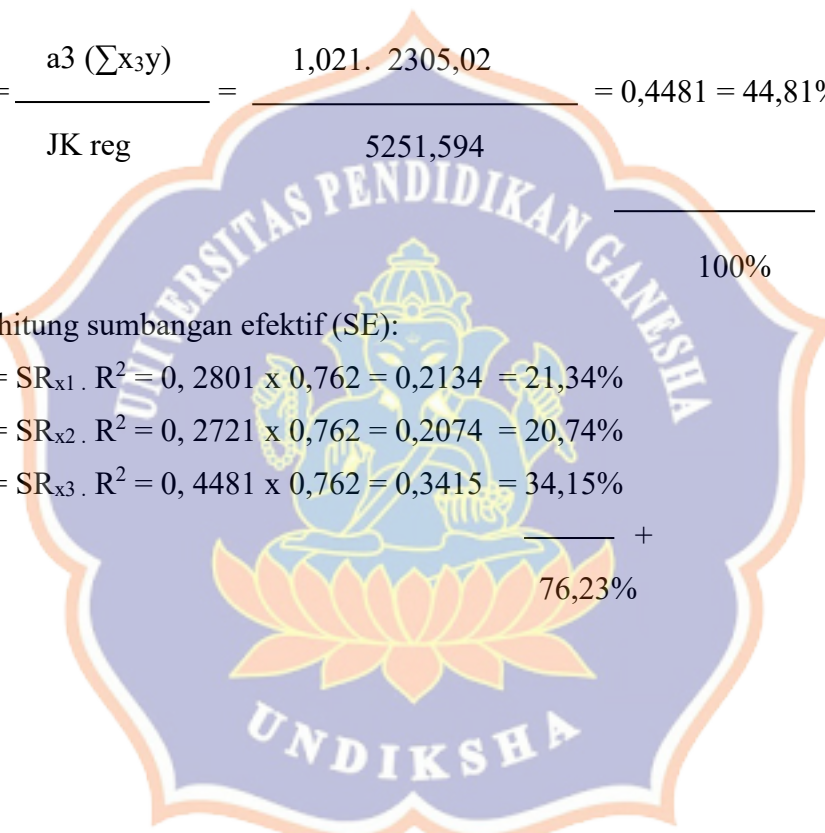 a3 (∑x₃y) 1,021. 2305,02
= = = 0,4481 = 44,81%
JK reg 5251,594
100%
hitung sumbangan efektif (SE):
= SRx1 . R² = 0, 2801 x 0,762 = 0,2134 = 21,34%
= SRx2 . R² = 0, 2721 x 0,762 = 0,2074 = 20,74%
= SRx3 . R² = 0, 4481 x 0,762 = 0,3415 = 34,15%
+
76,23%
UNIVERSITAS PENDIDIKAN GANESHA
UNDIKSHA